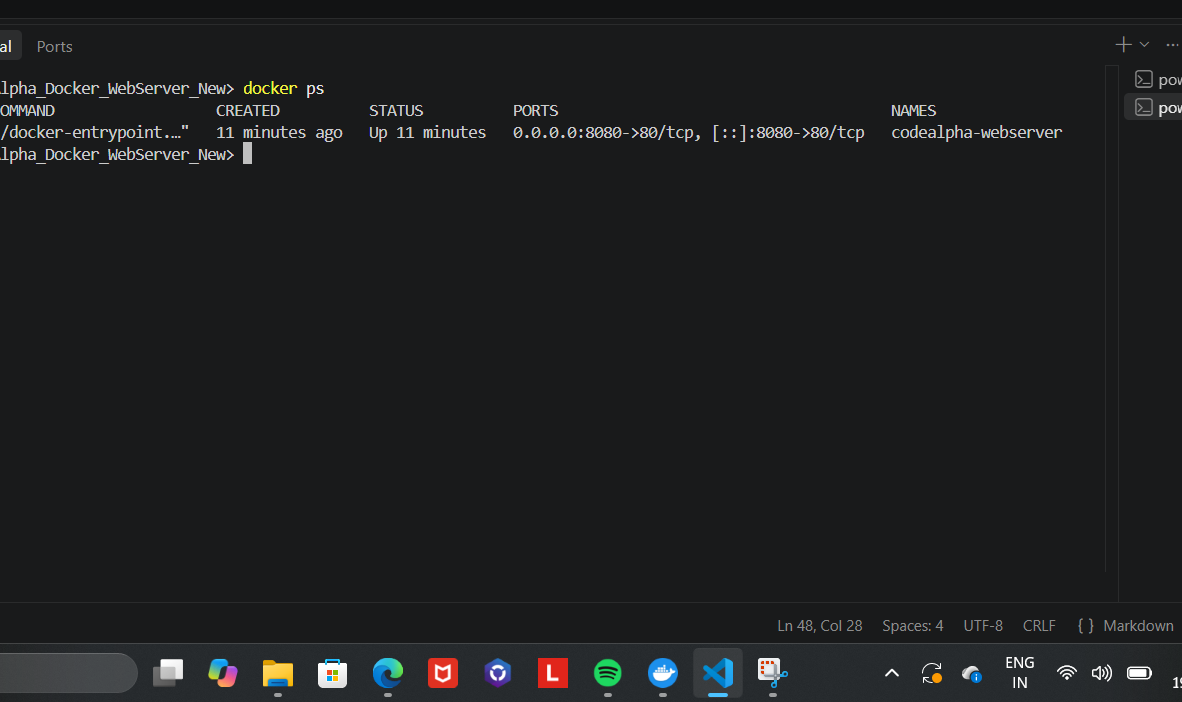 al Ports
lpha_Docker_WebServer_New> docker ps
OMMAND CREATED STATUS PORTS NAMES
/docker-entrypoint.…" 11 minutes ago Up 11 minutes 0.0.0.0:8080->80/tcp, [::]:8080->80/tcp codealpha-webserver
lpha_Docker_WebServer_New>
pow
pow
Ln 48, Col 28 Spaces: 4 UTF-8 CRLF { } Markdown
L
ENG
IN
19